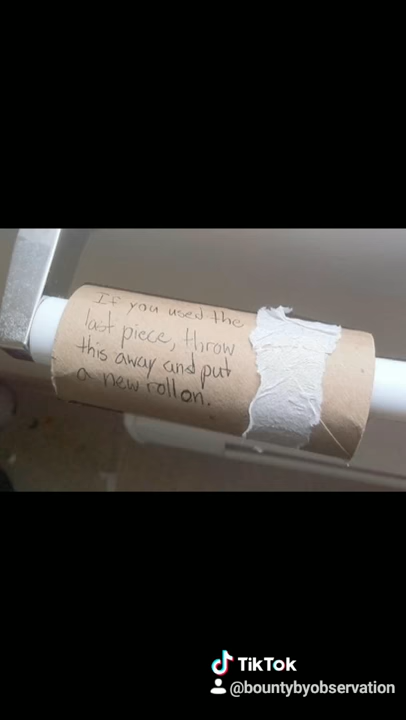 If you used the
last piece, throw
this away and put
a new roll on.
TikTok
@bountybyobservation